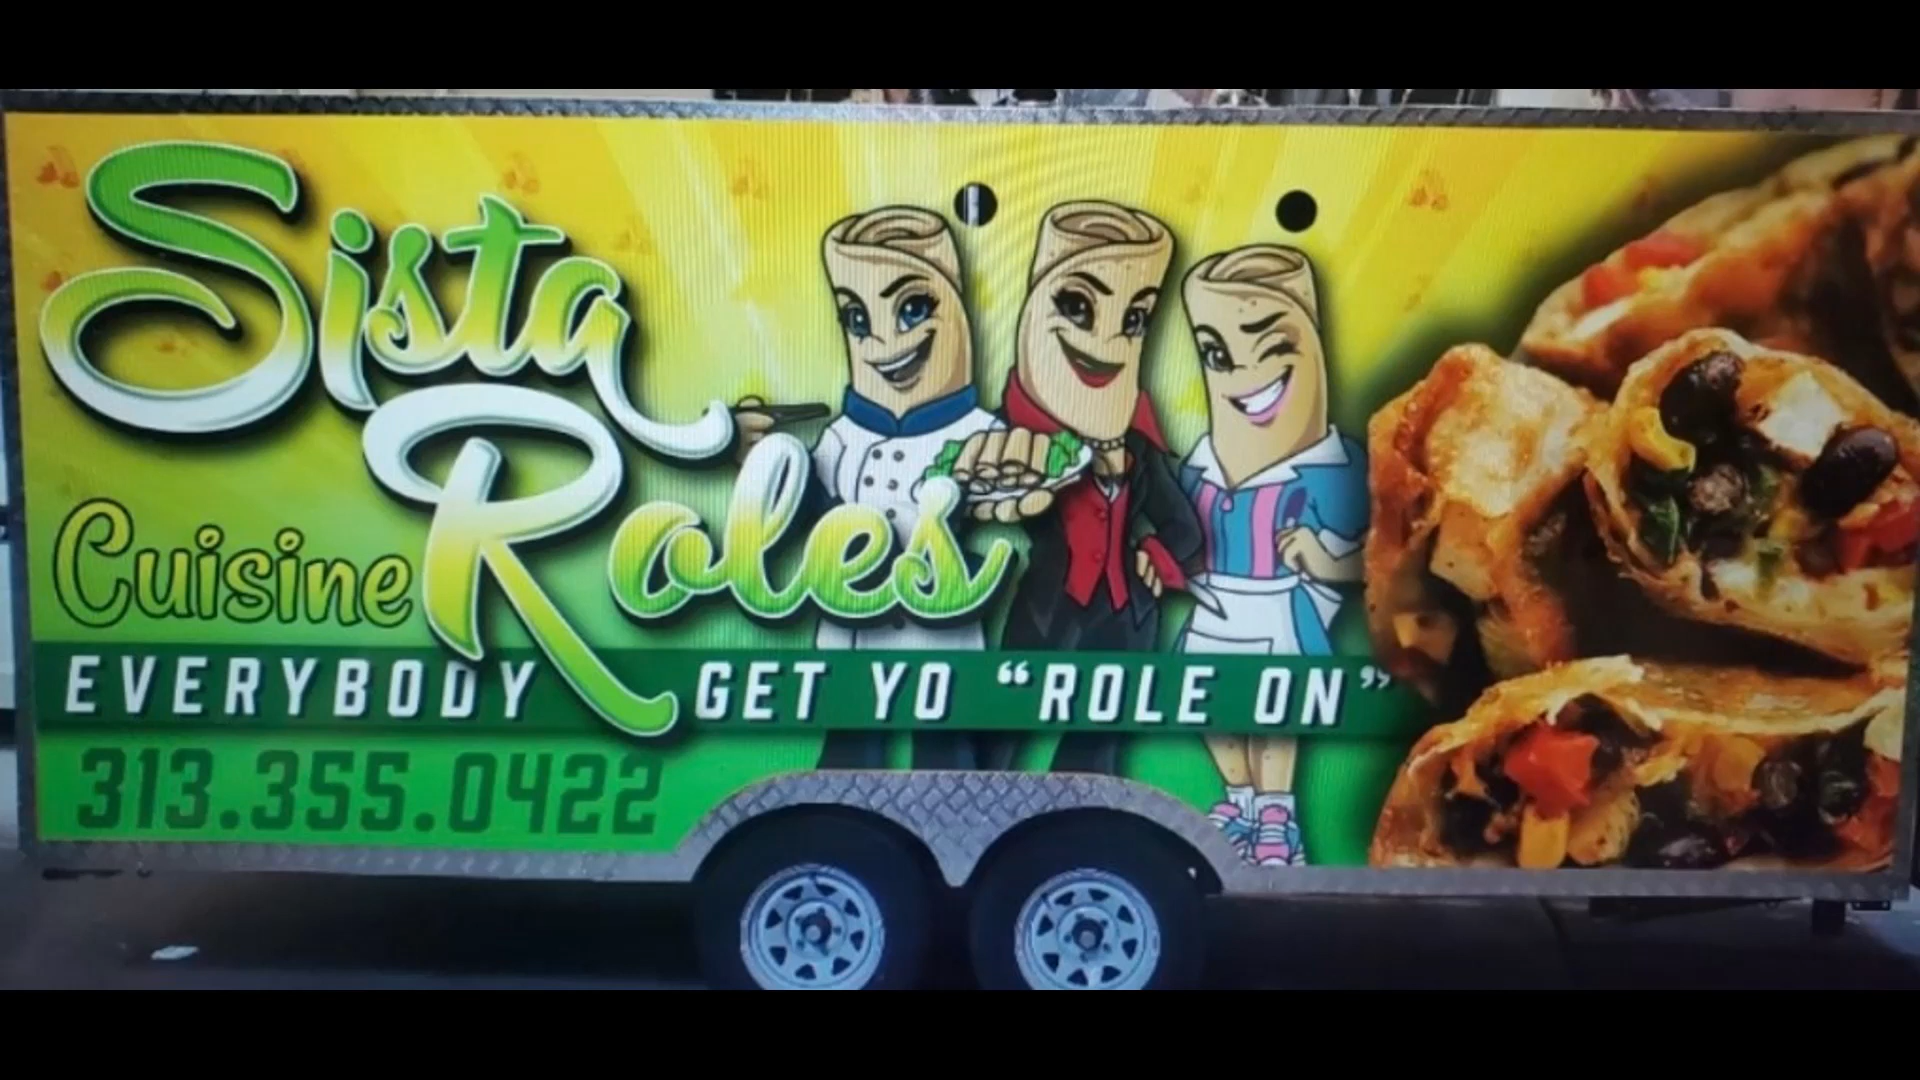 Sista
Roles
Cuisine
EVERYBODY GET YO “ROLE ON”
313.355.0422